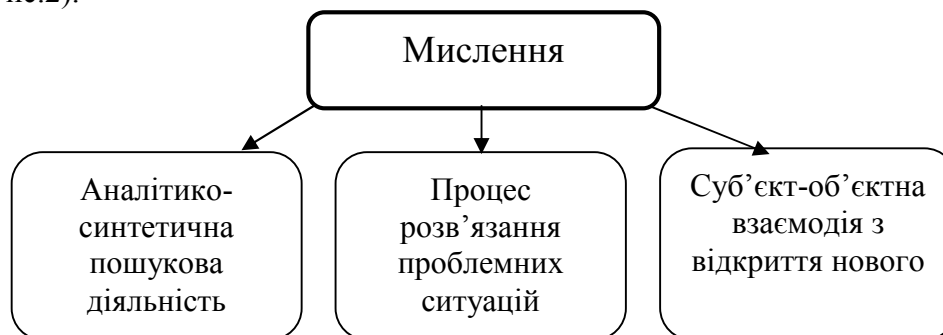 Мислення
Аналітико-
синтетична
пошукова
діяльність
Процес
розв’язання
проблемних
ситуацій
Суб’єкт-об’єктна
взаємодія з
відкриття нового